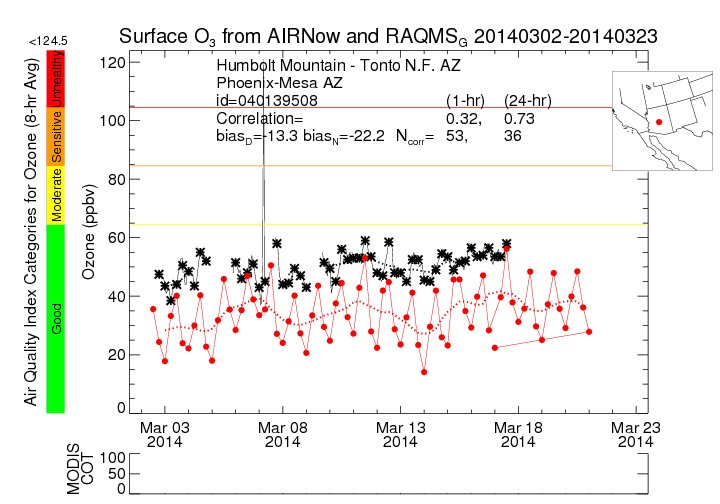 Surface O3 from AIRNow and RAQMSG 20140302-20140323
<124.5
Humbolt Mountain - Tonto N.F. AZ
Phoenix-Mesa AZ
id=040139508 (1-hr) (24-hr)
Correlation= 0.32, 0.73
biasD=-13.3 biasN=-22.2 Ncorr= 53, 36
Air Quality Index Categories for Ozone (8-hr Avg)
Unhealthy
Sensitive
Moderate
Good
Ozone (ppbv)
120
100
80
60
40
20
0
Mar 03 Mar 08 Mar 13 Mar 18 Mar 23
2014 2014 2014 2014 2014
MODIS
COT
100
50
0